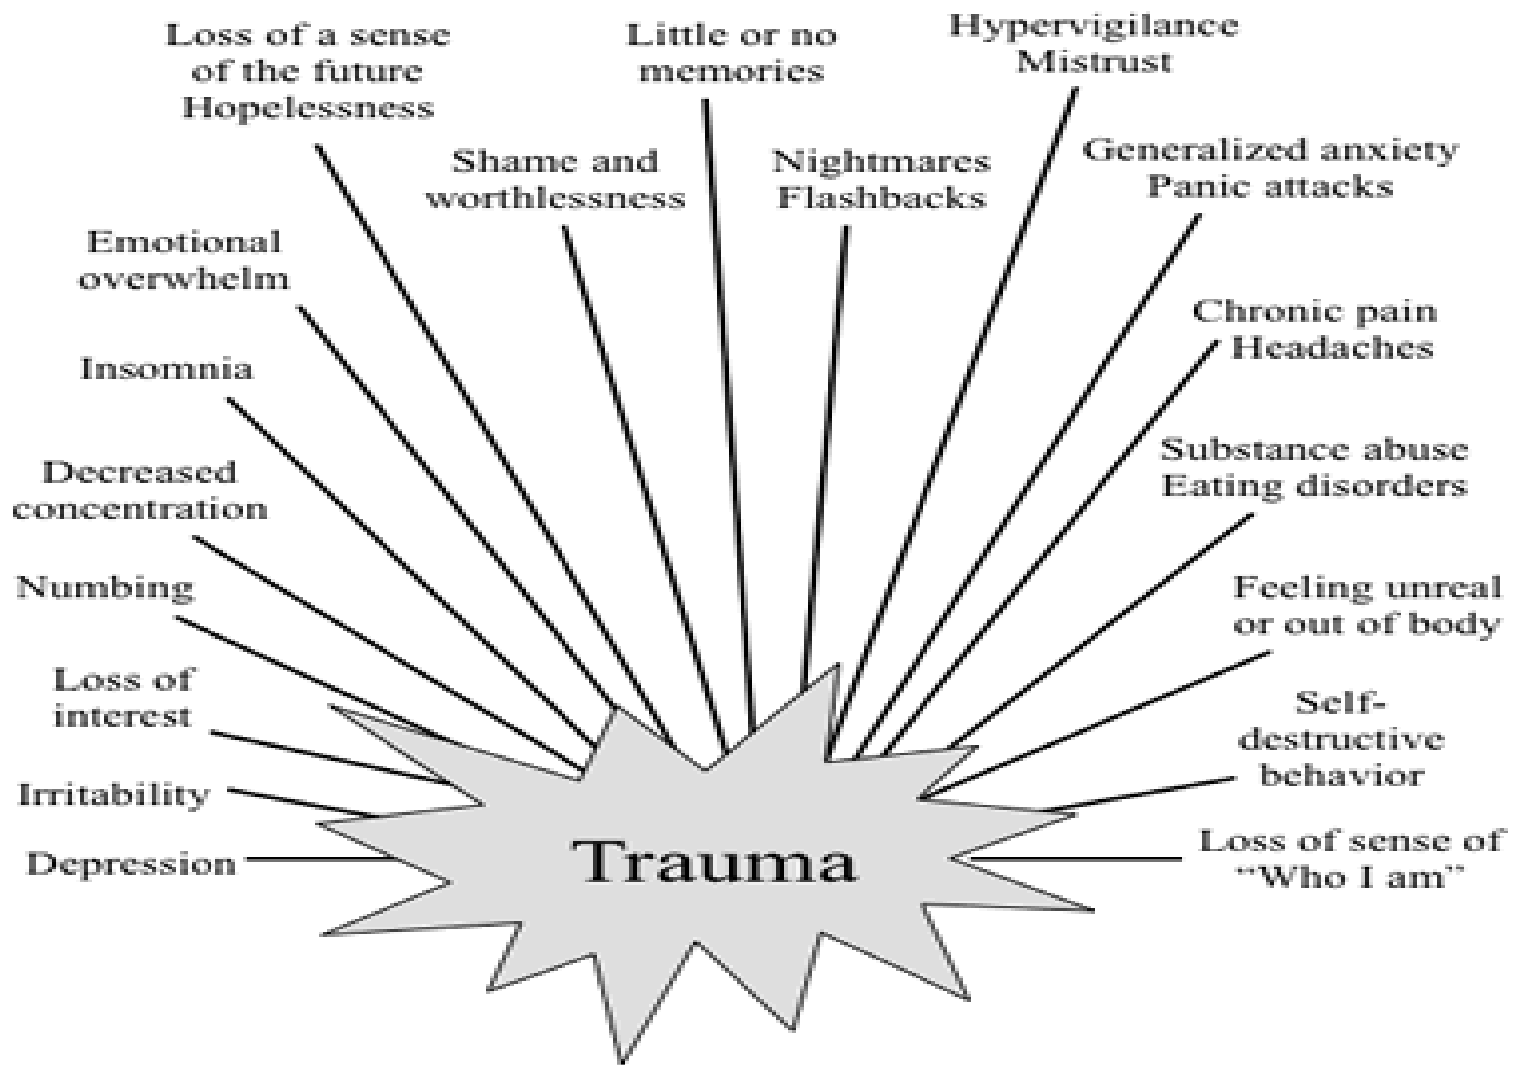 Loss of a sense
of the future
Hopelessness
Little or no
memories
Hypervigilance
Mistrust
Shame and
worthlessness
Nightmares
Flashbacks
Generalized anxiety
Panic attacks
Emotional
overwhelm
Chronic pain
Headaches
Insomnia
Substance abuse
Eating disorders
Decreased
concentration
Numbing
Feeling unreal
or out of body
Loss of
interest
Self-
destructive
behavior
Irritability
Depression
Trauma
Loss of sense of
“Who I am”